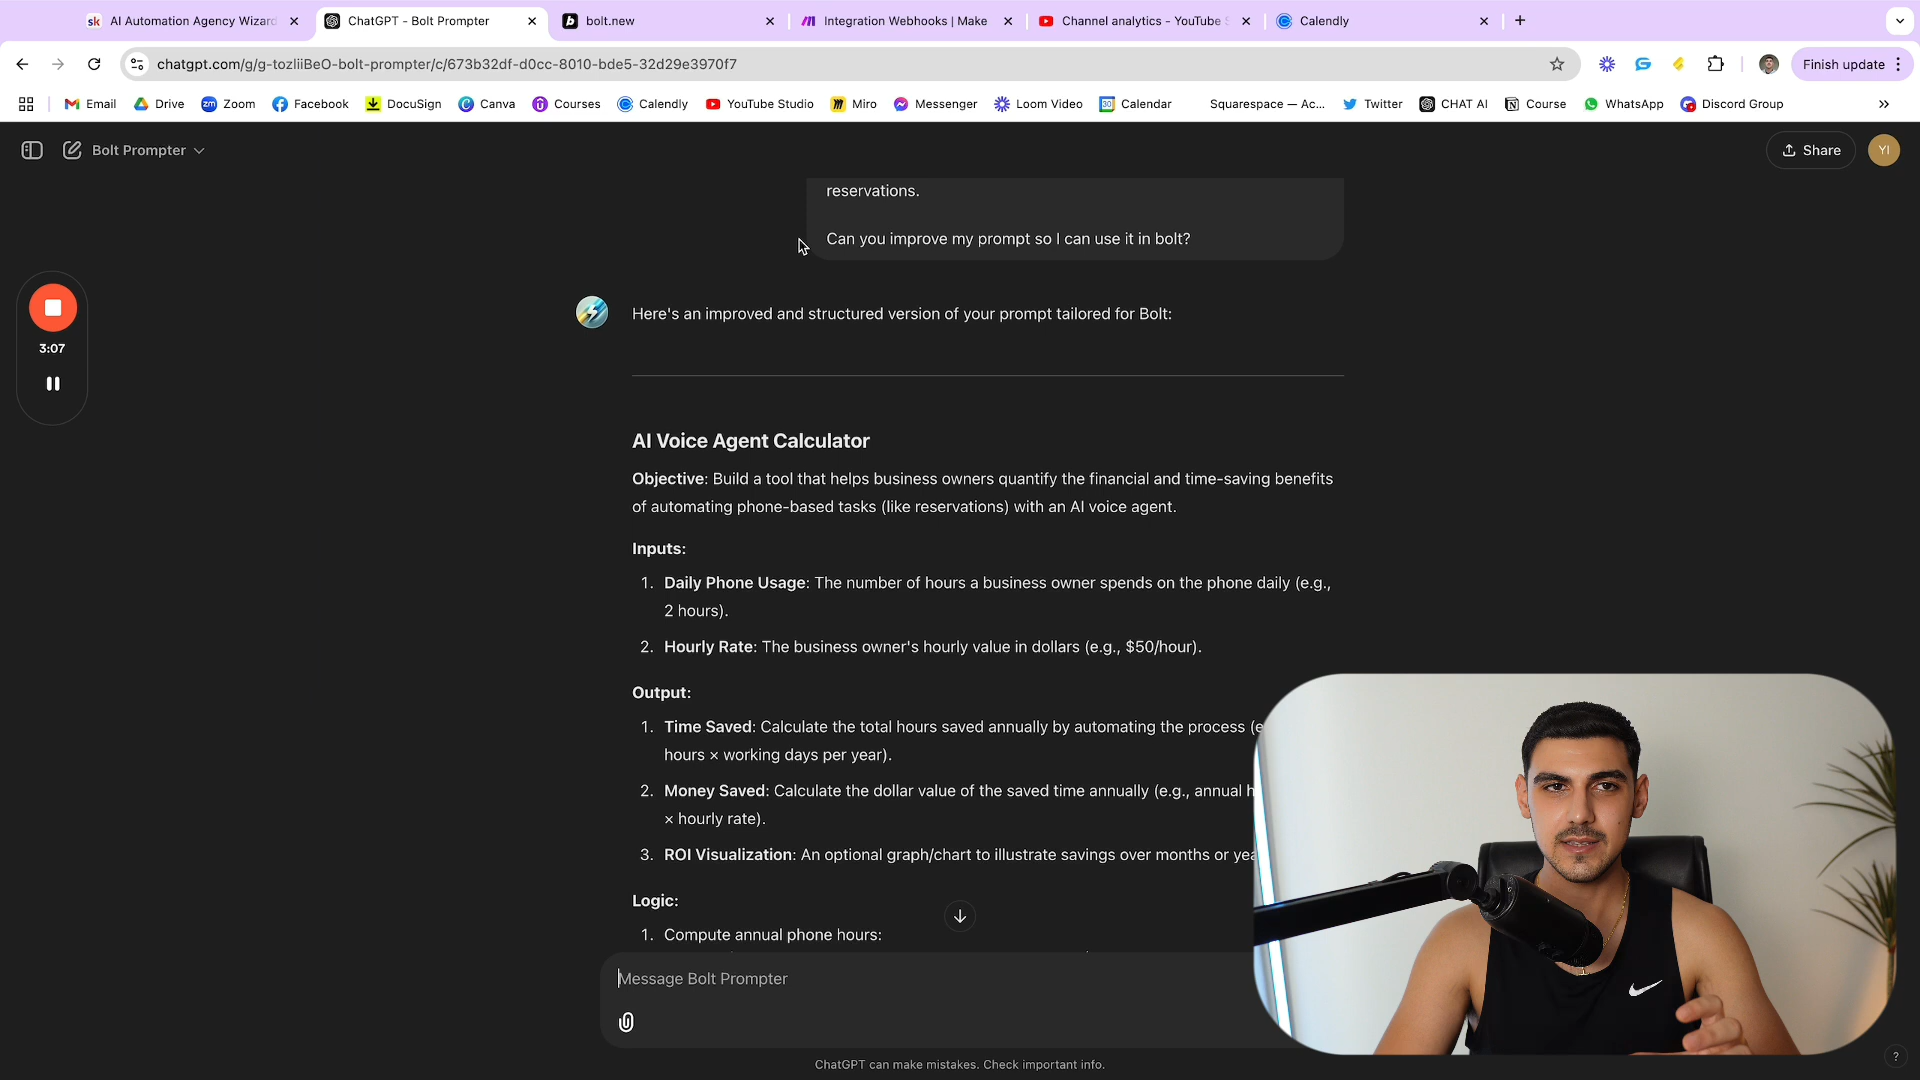 AI Automation Agency Wizard
ChatGPT - Bolt Prompter
bolt.new
Integration Webhooks | Make
Channel analytics - YouTube
Calendly
chatgpt.com/g/g-tozliiBeO-bolt-prompter/c/673b32df-d0cc-8010-bde5-32d29e3970f7
Finish update
Email
Drive
Zoom
Facebook
DocuSign
Canva
Courses
Calendly
YouTube Studio
Miro
Messenger
Loom Video
Calendar
Squarespace — Ac...
Twitter
CHAT AI
Course
WhatsApp
Discord Group
Bolt Prompter
Share
YI
reservations.
Can you improve my prompt so I can use it in bolt?
3:07
Here's an improved and structured version of your prompt tailored for Bolt:
AI Voice Agent Calculator
Objective: Build a tool that helps business owners quantify the financial and time-saving benefits
of automating phone-based tasks (like reservations) with an AI voice agent.
Inputs:
1. Daily Phone Usage: The number of hours a business owner spends on the phone daily (e.g.,
2 hours).
2. Hourly Rate: The business owner's hourly value in dollars (e.g., $50/hour).
Output:
1. Time Saved: Calculate the total hours saved annually by automating the process (e
hours × working days per year).
2. Money Saved: Calculate the dollar value of the saved time annually (e.g., annual h
× hourly rate).
3. ROI Visualization: An optional graph/chart to illustrate savings over months or yea
Logic:
1. Compute annual phone hours:
Message Bolt Prompter
ChatGPT can make mistakes. Check important info.
?